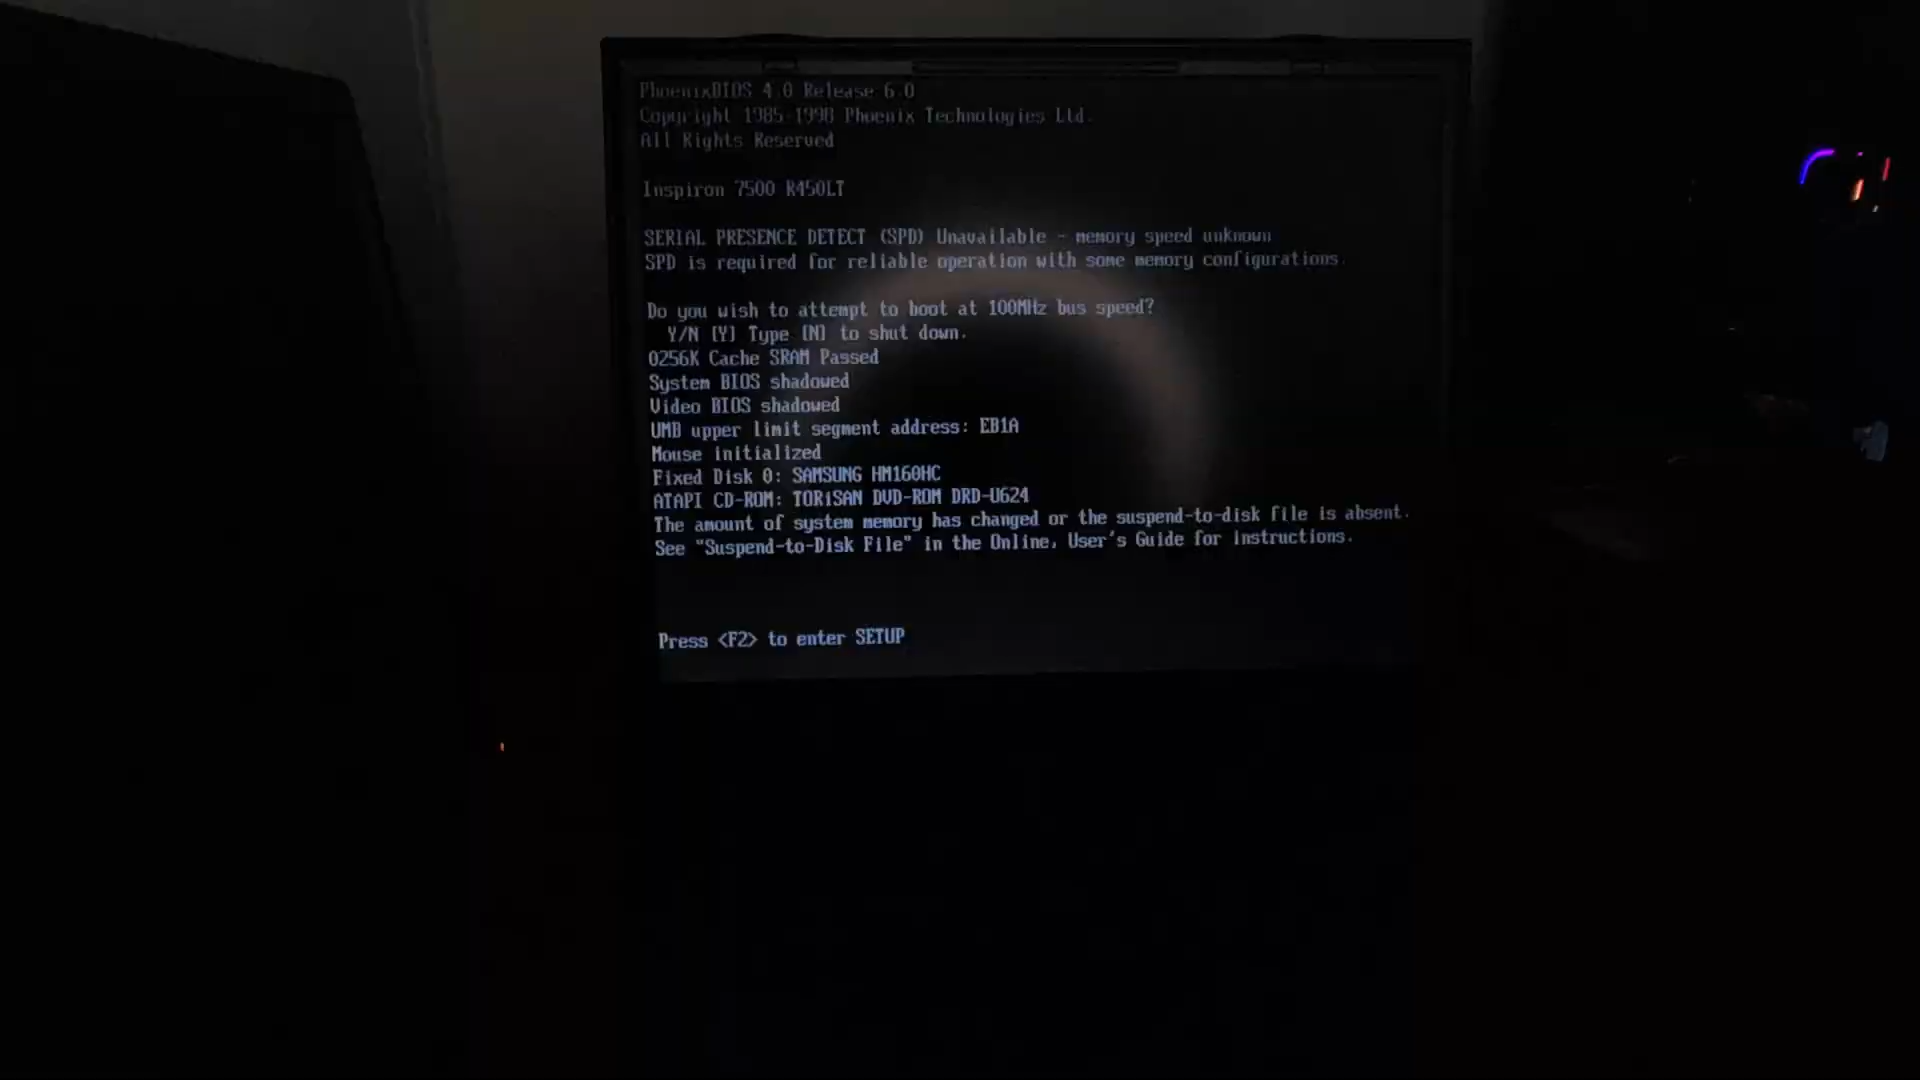 PhoenixBIOS 4.0 Release 6.0
Copyright 1985-1998 Phoenix Technologies Ltd.
All Rights Reserved
Inspiron 7500 R450LT
SERIAL PRESENCE DETECT (SPD) Unavailable - memory speed unknown
SPD is required for reliable operation with some memory configurations.
Do you wish to attempt to boot at 100MHz bus speed?
Y/N [Y] Type [N] to shut down.
0256K Cache SRAM Passed
System BIOS shadowed
Video BIOS shadowed
UMB upper limit segment address: EB1A
Mouse initialized
Fixed Disk 0: SAMSUNG HM160HC
ATAPI CD-ROM: TORiSAN DVD-ROM DRD-U624
The amount of system memory has changed or the suspend-to-disk file is absent.
See "Suspend-to-Disk File" in the Online, User's Guide for instructions.
Press <F2> to enter SETUP